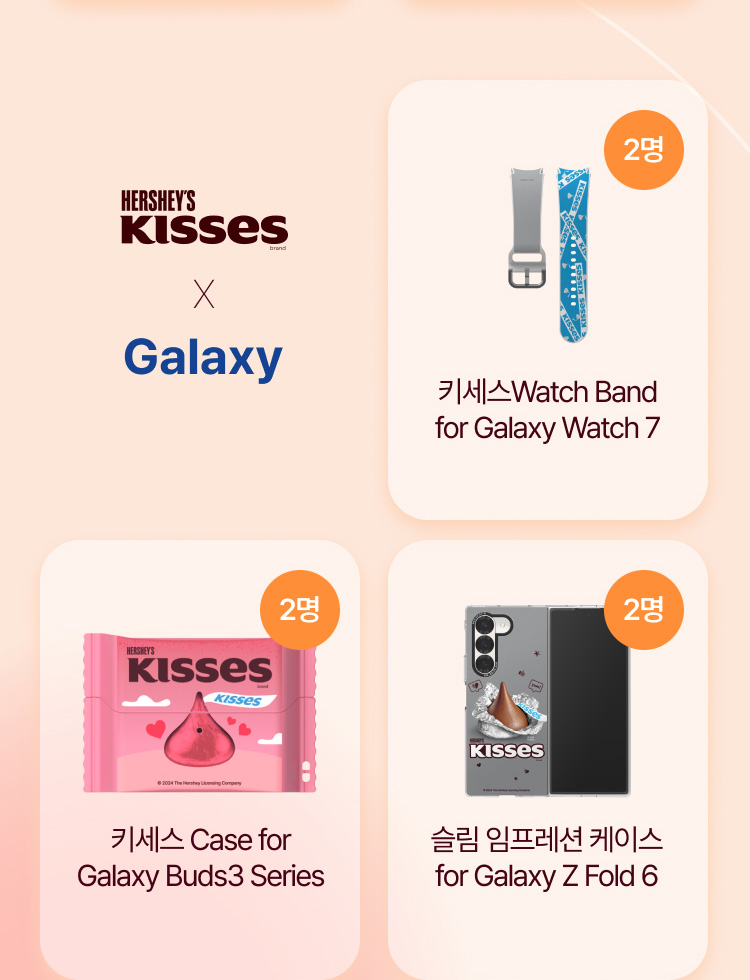 HERSHEY'S
KISSES
brand
X
Galaxy
2명
키세스Watch Band
for Galaxy Watch 7
2명
HERSHEY'S
KISSES
brand
KISSES
© 2024 The Hershey Licensing Company
키세스 Case for
Galaxy Buds3 Series
2명
HERSHEY'S
KISSES
슬림 임프레션 케이스
for Galaxy Z Fold 6